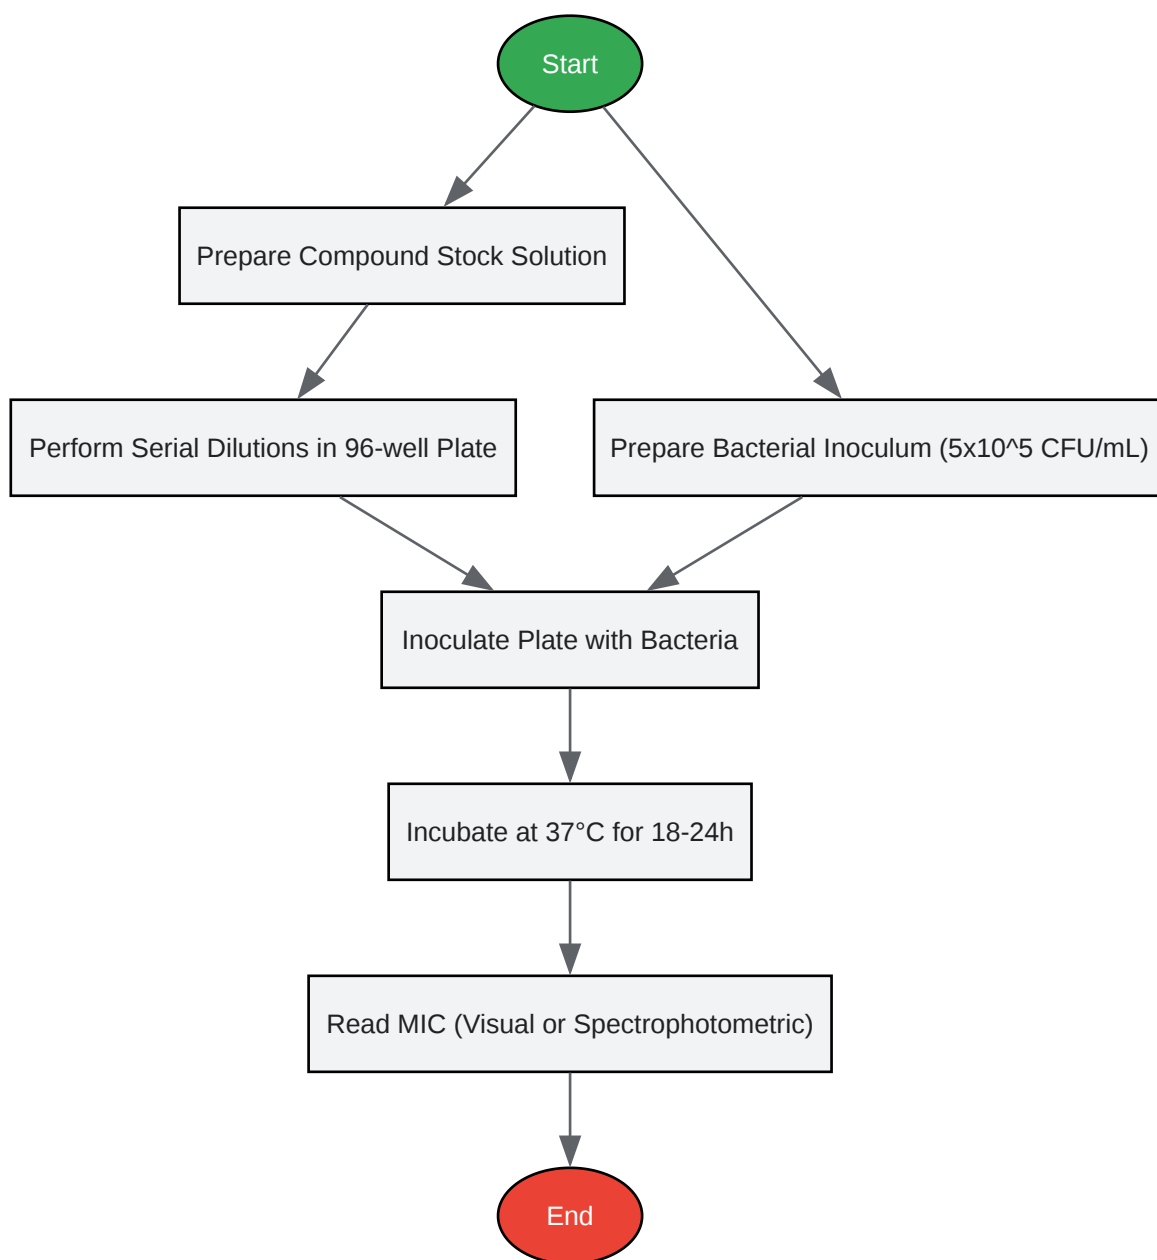 Start
Prepare Compound Stock Solution
Perform Serial Dilutions in 96-well Plate
Prepare Bacterial Inoculum (5x10^5 CFU/mL)
Inoculate Plate with Bacteria
Incubate at 37°C for 18-24h
Read MIC (Visual or Spectrophotometric)
End